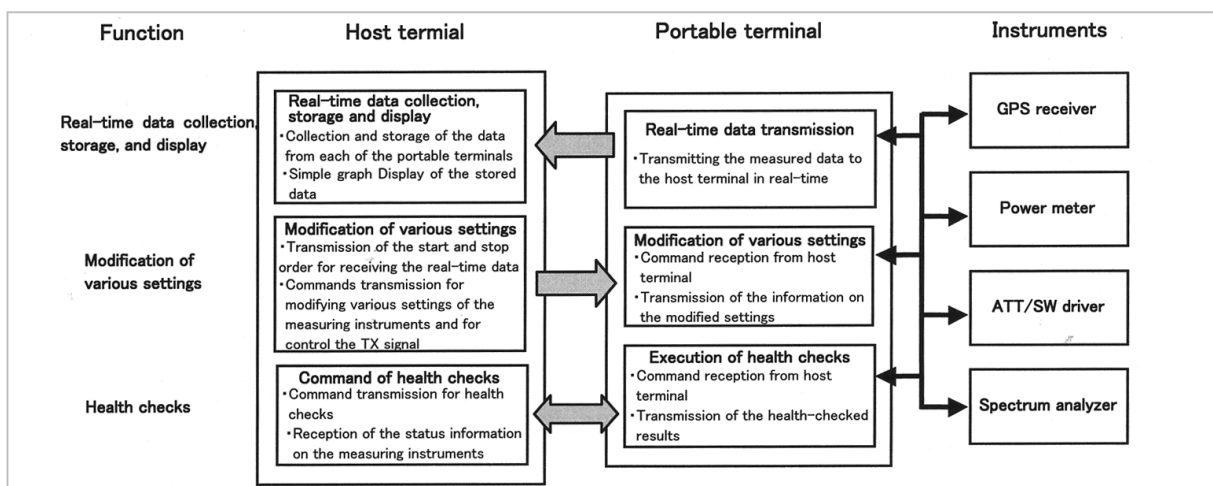 Function
Host termial
Portable terminal
Instruments
Real-time data collection,
storage, and display
Real-time data collection,
storage and display
・Collection and storage of the data
from each of the portable terminals
・Simple graph Display of the stored
data
Real-time data transmission
・Transmitting the measured data to
the host terminal in real-time
GPS receiver
Power meter
Modification of
various settings
Modification of various settings
・Transmission of the start and stop
order for receiving the real-time data
・Commands transmission for
modifying various settings of the
measuring instruments and for
control the TX signal
Modification of various settings
・Command reception from host
terminal
・Transmission of the information on
the modified settings
ATT/SW driver
Health checks
Command of health checks
・Command transmission for health
checks
・Reception of the status information
on the measuring instruments
Execution of health checks
・Command reception from host
terminal
・Transmission of the health-checked
results
Spectrum analyzer